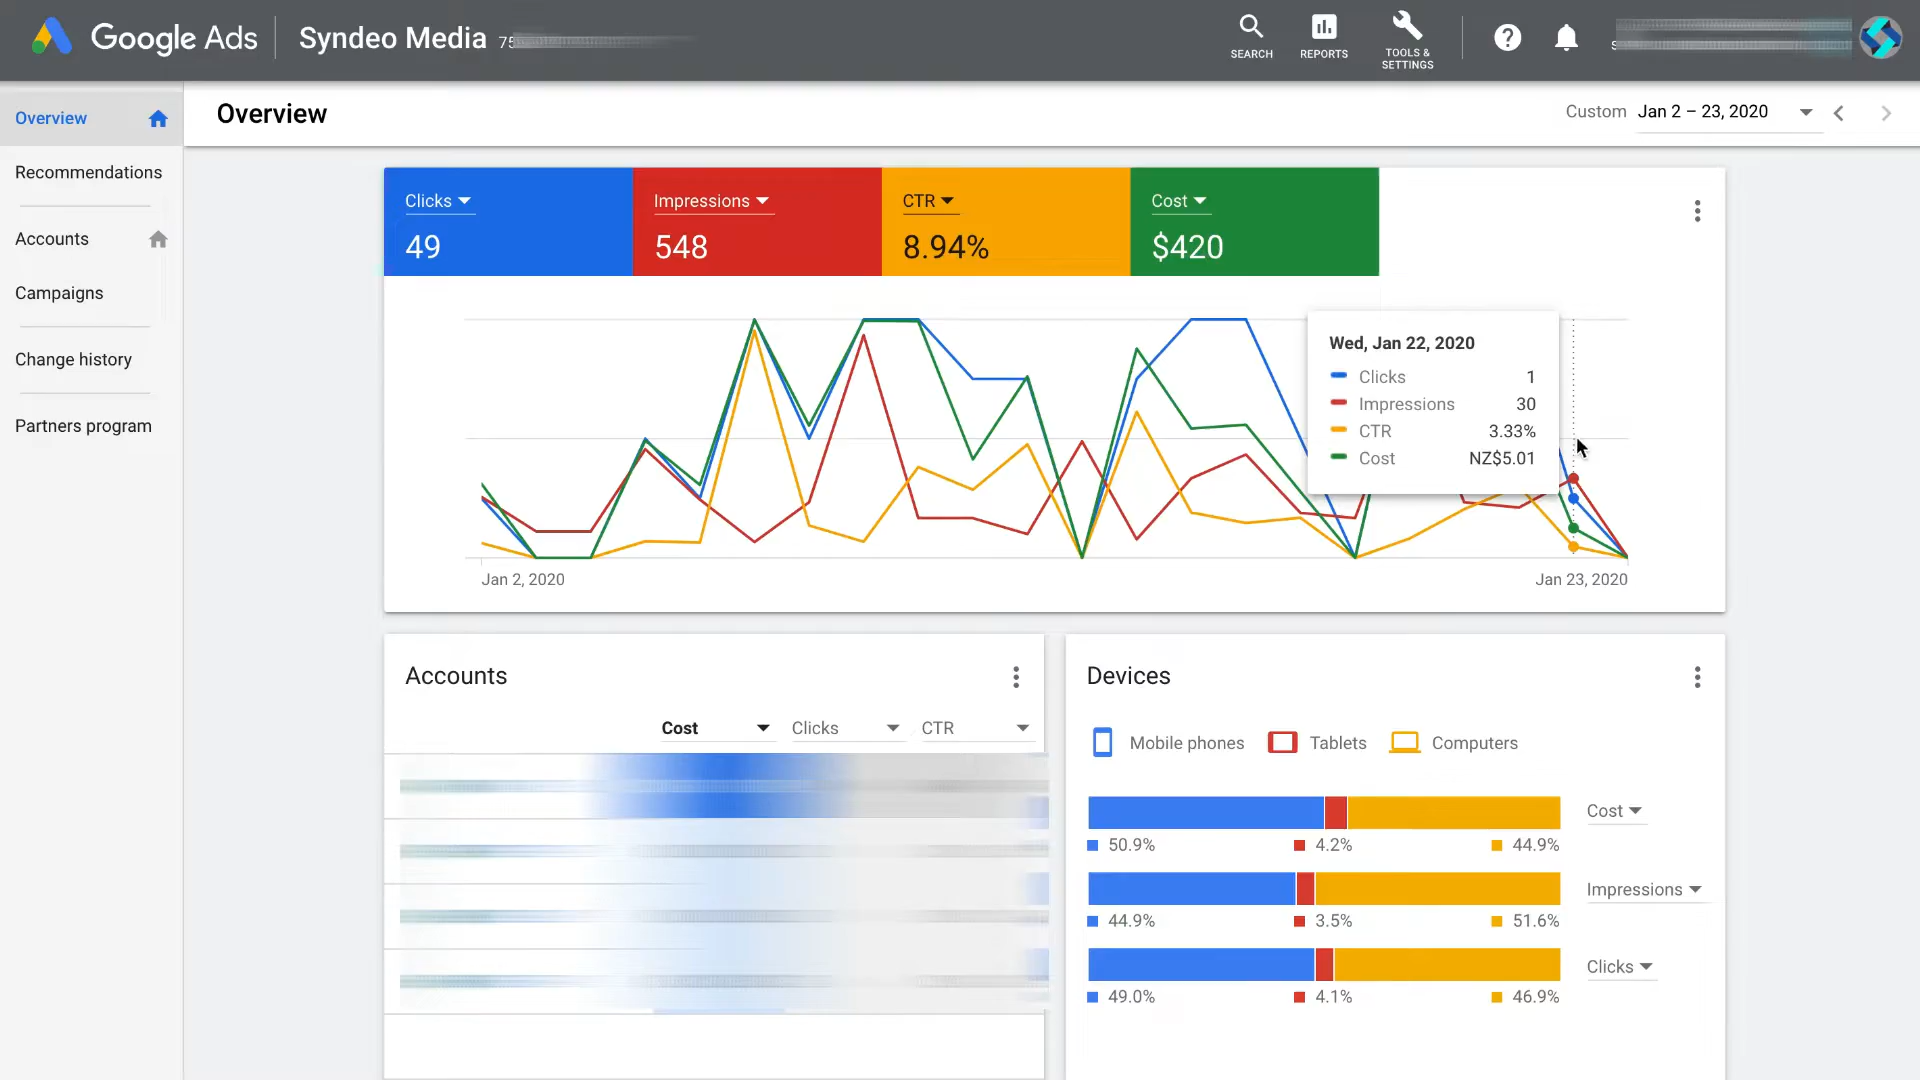 Google Ads
Syndeo Media
SEARCH
REPORTS
TOOLS &
SETTINGS
Overview
Recommendations
Accounts
Campaigns
Change history
Partners program
Overview
Custom Jan 2 – 23, 2020
Clicks
49
Impressions
548
CTR
8.94%
Cost
$420
Wed, Jan 22, 2020
Clicks 1
Impressions 30
CTR 3.33%
Cost NZ$5.01
Jan 2, 2020
Jan 23, 2020
Accounts
Cost Clicks CTR
Devices
Mobile phones Tablets Computers
Cost
50.9% 4.2% 44.9%
Impressions
44.9% 3.5% 51.6%
Clicks
49.0% 4.1% 46.9%